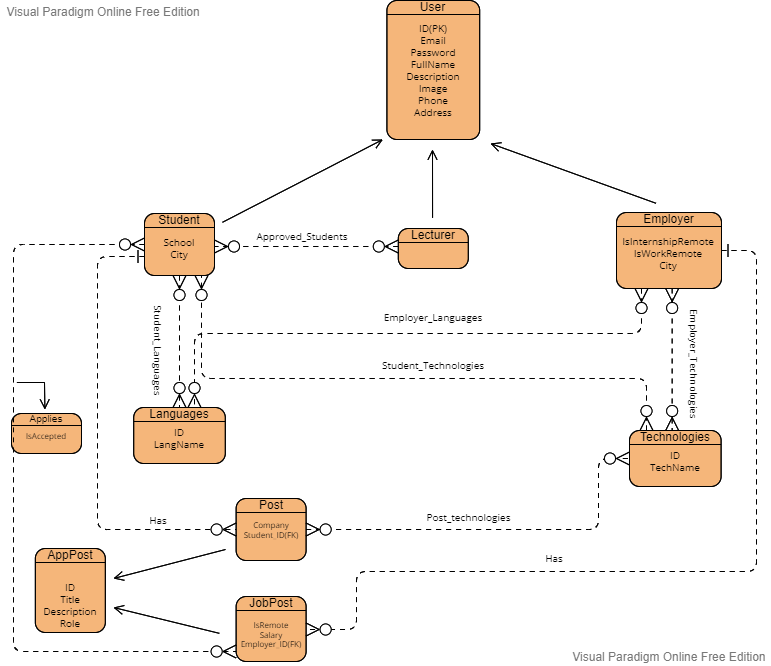 Visual Paradigm Online Free Edition
User
ID(PK)
Email
Password
FullName
Description
Image
Phone
Address
Student
School
City
Approved_Students
Lecturer
Employer
IsInternshipRemote
IsWorkRemote
City
Student_Languages
Employer_Languages
Employer_Technologies
Student_Technologies
Applies
IsAccepted
Languages
ID
LangName
Technologies
ID
TechName
Has
Post
Company
Student_ID(FK)
Post_technologies
AppPost
ID
Title
Description
Role
Has
JobPost
IsRemote
Salary
Employer_ID(FK)
Visual Paradigm Online Free Edition